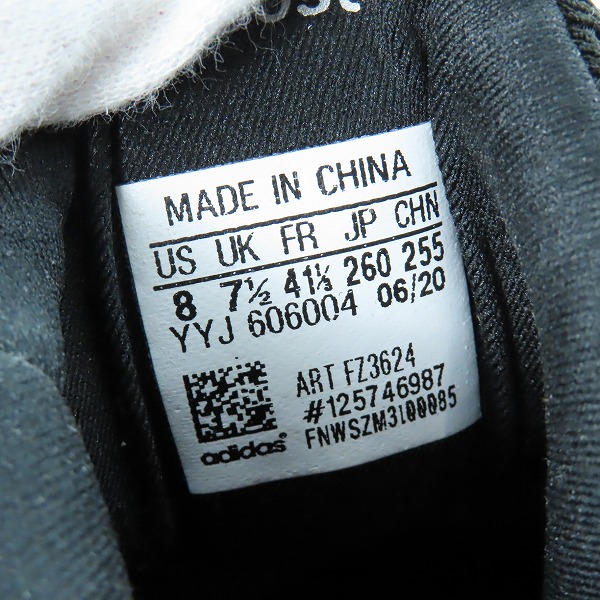 MADE IN CHINA
US UK FR JP CHN
8 7½ 41⅓ 260 255
YYJ 606004 06/20
ART FZ3624
#125746987
adidas FNWSZM3I00085